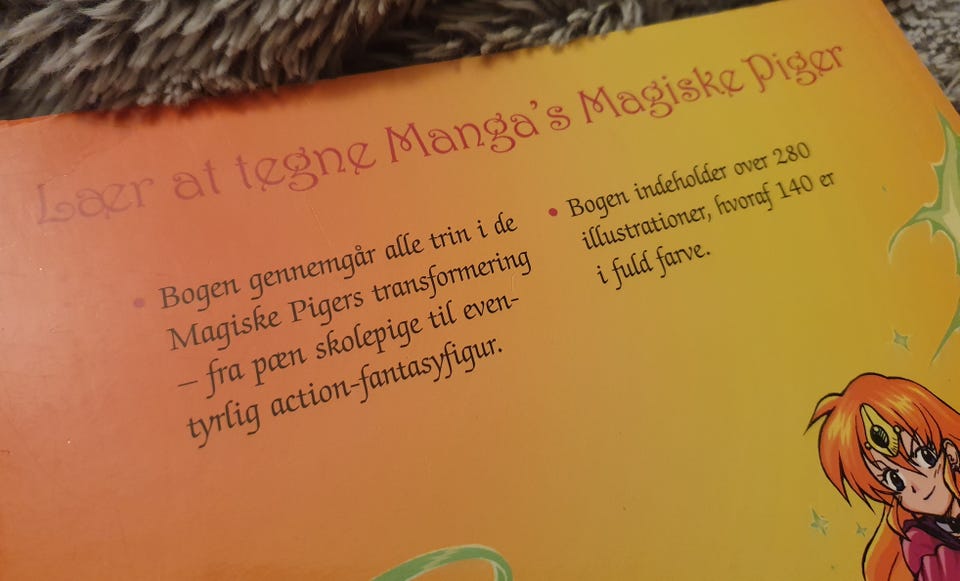 Lær at tegne Manga's Magiske Piger
• Bogen gennemgår alle trin i de
Magiske Pigers transformering
– fra pæn skolepige til even-
tyrlig action-fantasyfigur.
• Bogen indeholder over 280
illustrationer, hvoraf 140 er
i fuld farve.